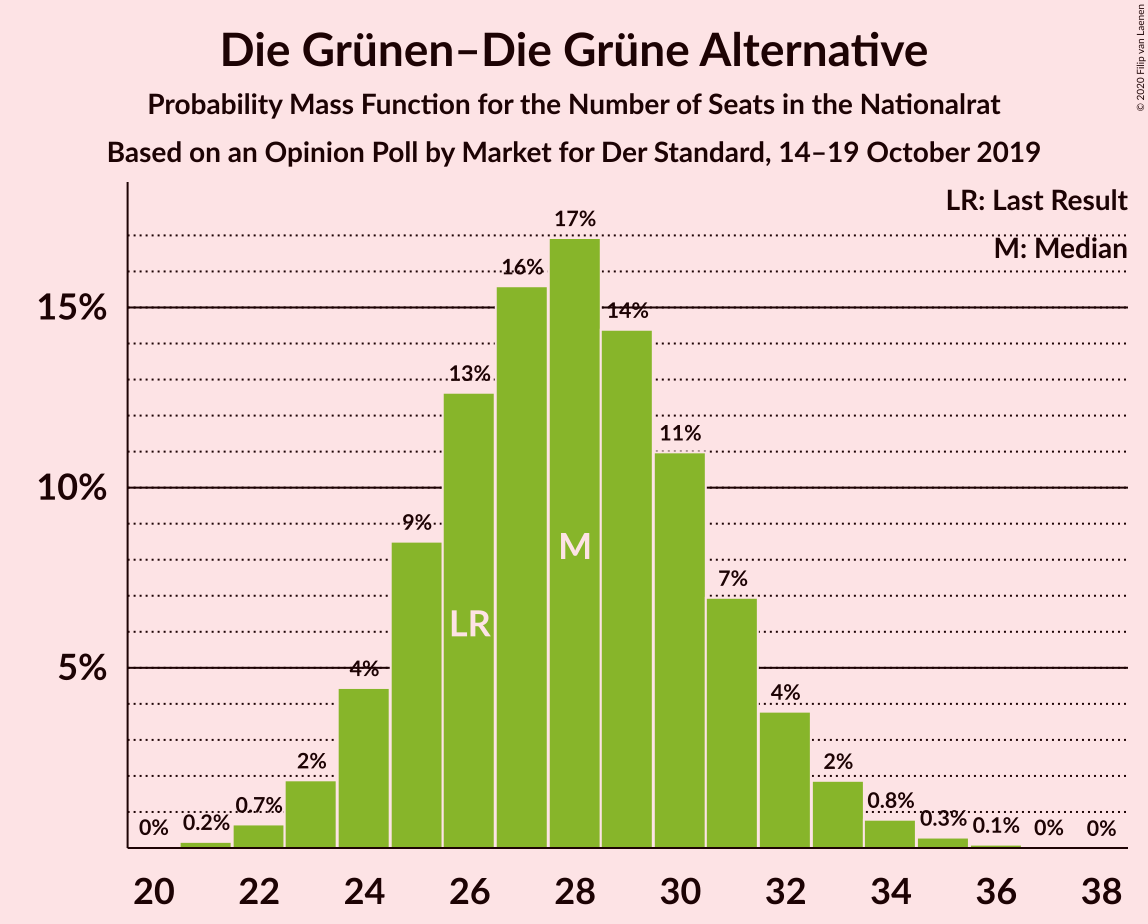 © 2020 Filip van Laenen
Die Grünen–Die Grüne Alternative
Probability Mass Function for the Number of Seats in the Nationalrat
Based on an Opinion Poll by Market for Der Standard, 14–19 October 2019
LR: Last Result
M: Median
17%
16%
15%
14%
13%
11%
10%
9%
M
7%
LR
5%
4%
4%
2%
2%
0.7%
0.8%
0%
0.2%
0.3%
0.1%
0%
0%
20 22 24 26 28 30 32 34 36 38